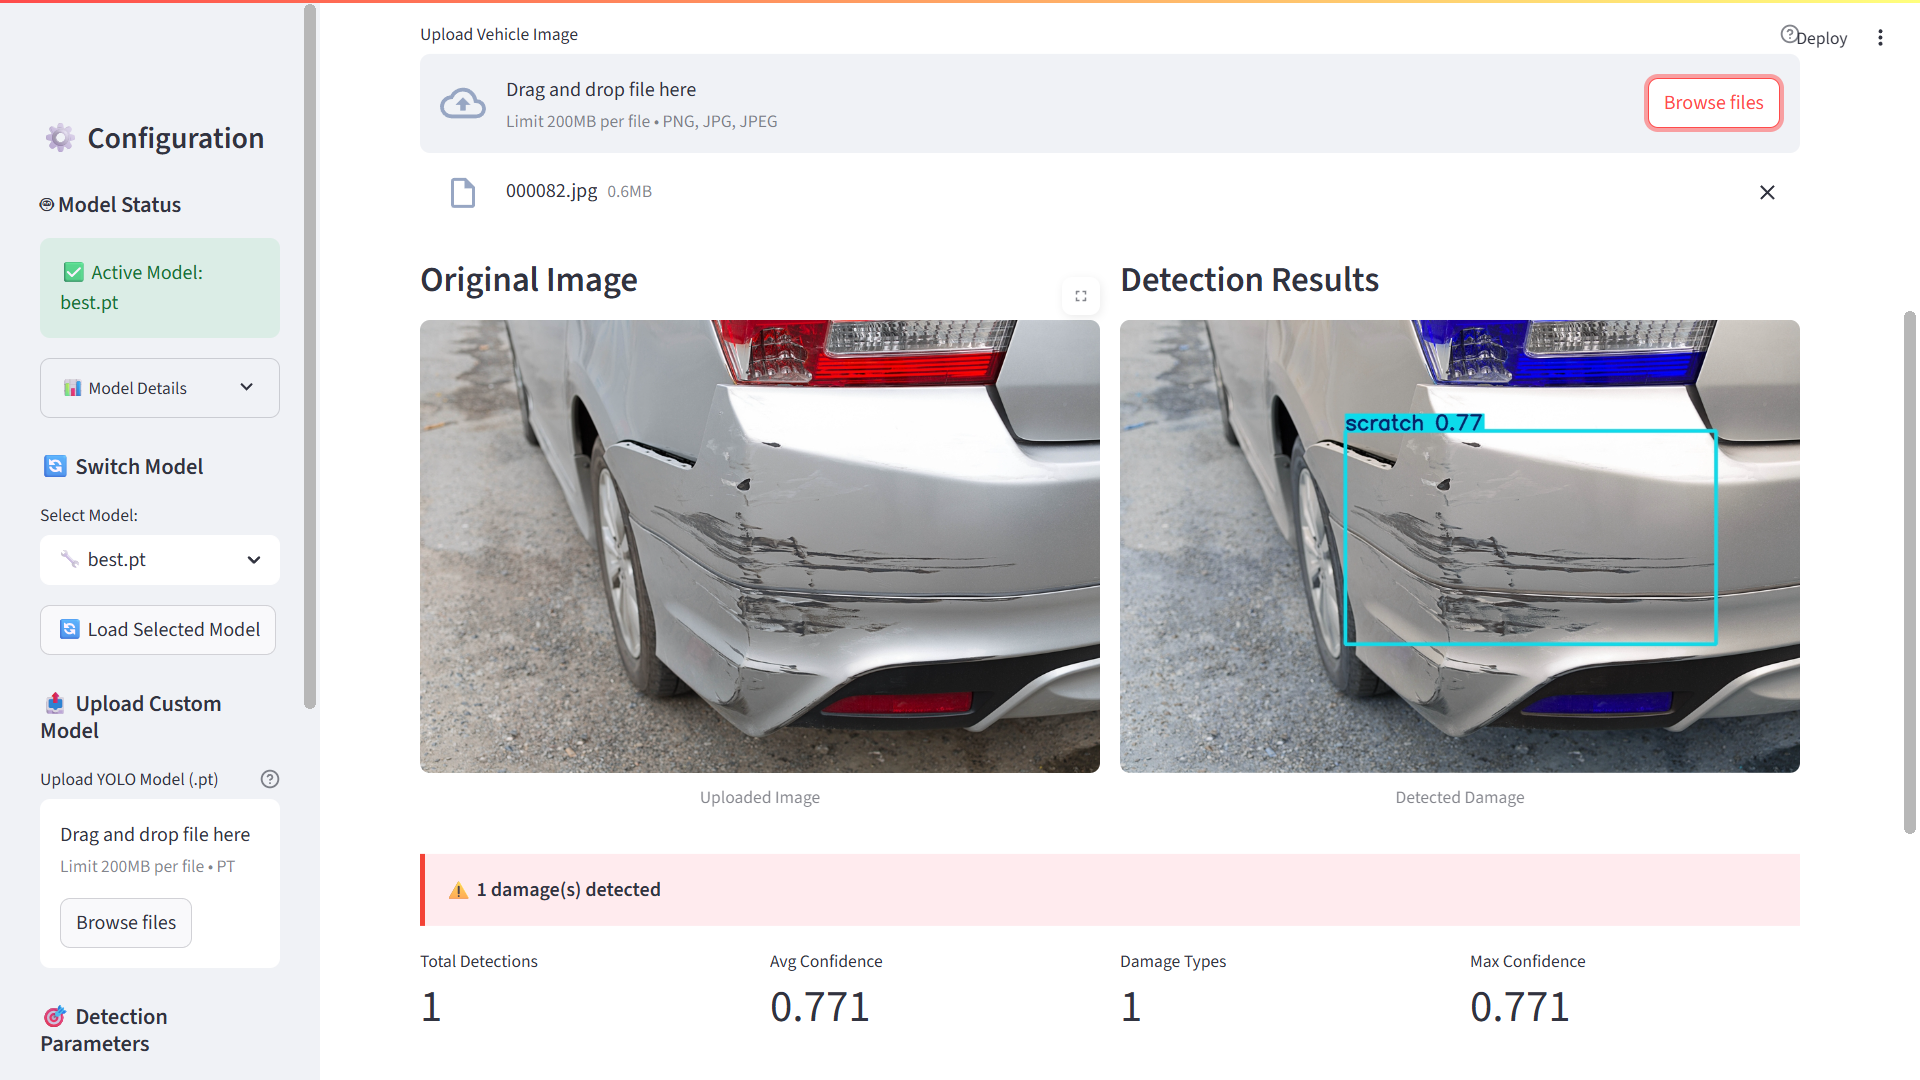 Configuration
Model Status
✅ Active Model:
best.pt
Model Details
Switch Model
Select Model:
best.pt
Load Selected Model
Upload Custom
Model
Upload YOLO Model (.pt)
Drag and drop file here
Limit 200MB per file • PT
Browse files
Detection
Parameters
Deploy
Upload Vehicle Image
Drag and drop file here
Limit 200MB per file • PNG, JPG, JPEG
Browse files
000082.jpg 0.6MB
Original Image
Detection Results
scratch 0.77
Uploaded Image
Detected Damage
⚠️ 1 damage(s) detected
Total Detections
1
Avg Confidence
0.771
Damage Types
1
Max Confidence
0.771